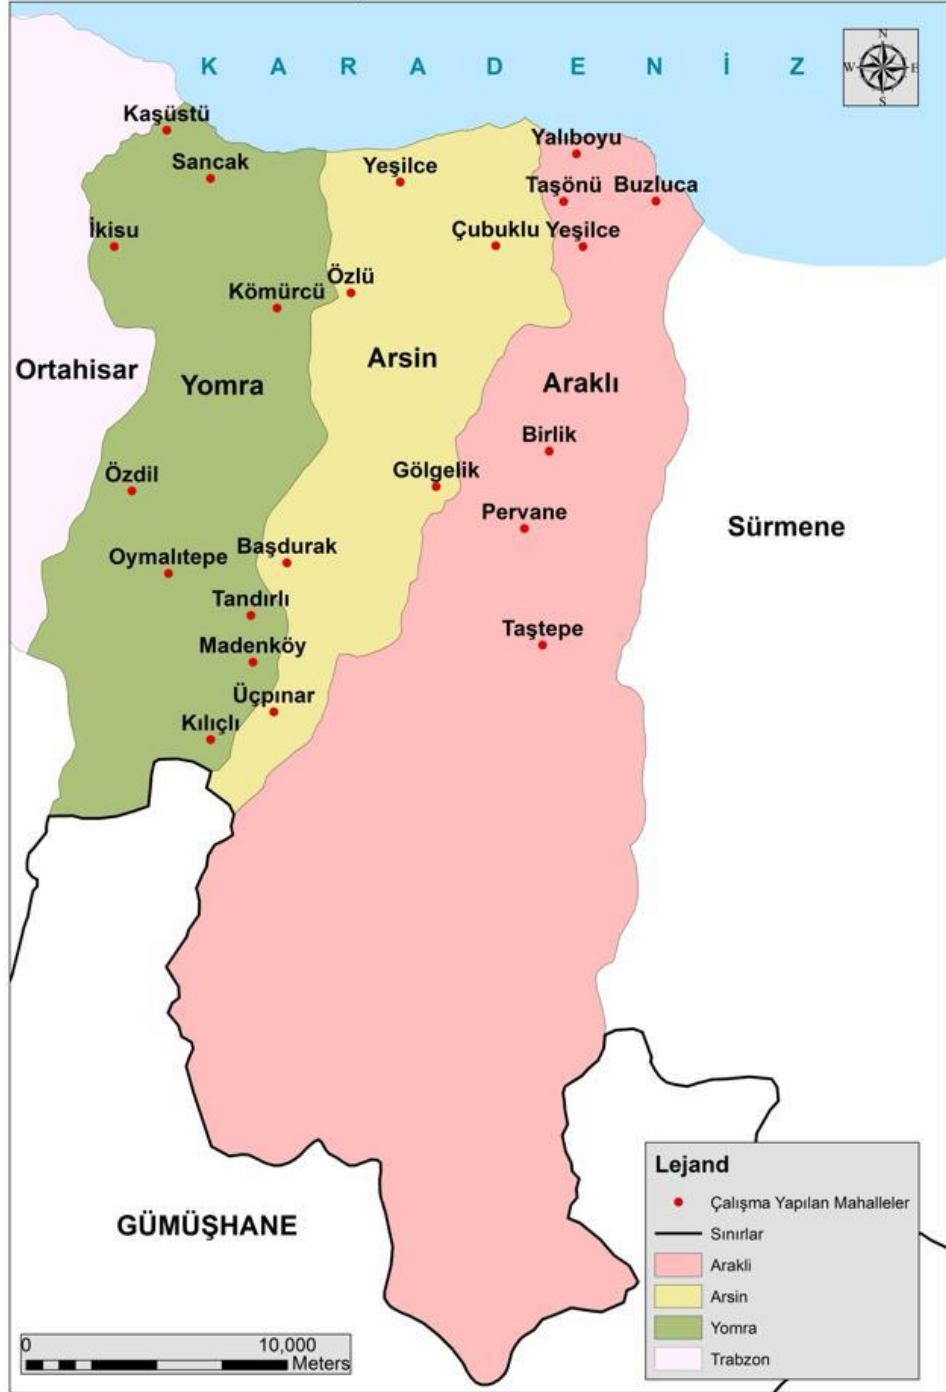 K A R A D E N İ Z
N
W E
S
Kaşüstü
Yalıboyu
Sancak
Yeşilce
Taşönü Buzluca
İkisu
Çubuklu Yeşilce
Kömürcü
Özlü
Ortahisar
Yomra
Arsin
Araklı
Birlik
Özdil
Gölgelik
Pervane
Sürmene
Oymalıtepe
Başdurak
Tandırlı
Taştepe
Madenköy
Üçpınar
Kılıçlı
GÜMÜŞHANE
Lejand
Çalışma Yapılan Mahalleler
Sınırlar
Arakli
Arsin
Yomra
Trabzon
0 10,000
Meters